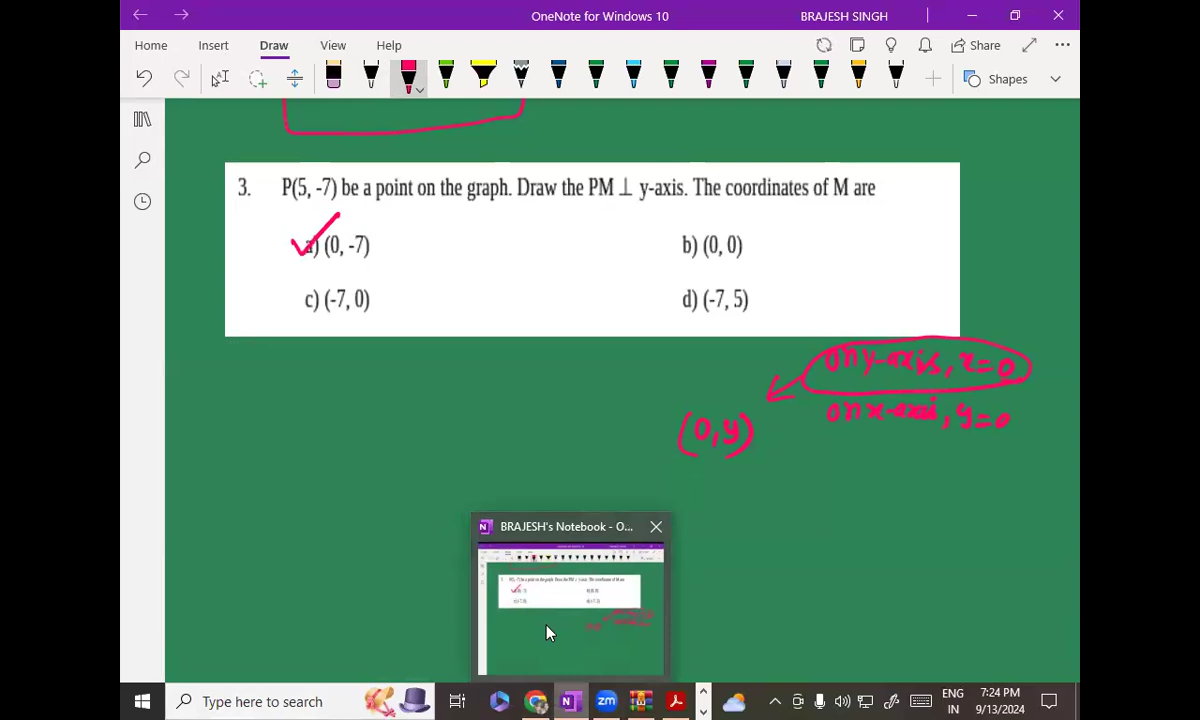 OneNote for Windows 10
BRAJESH SINGH
Home Insert Draw View Help
Share
Shapes
3. P(5, -7) be a point on the graph. Draw the PM ⊥ y-axis. The coordinates of M are
a) (0, -7) b) (0, 0)
c) (-7, 0) d) (-7, 5)
on y-axis, x=0
on x-axis, y=0
(0,y)
BRAJESH's Notebook - O...
Type here to search
ENG
IN
7:24 PM
9/13/2024